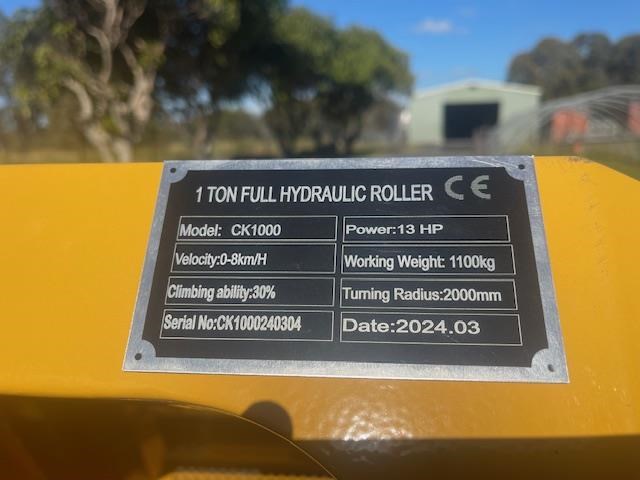 1 TON FULL HYDRAULIC ROLLER CE
Model: CK1000 Power:13 HP
Velocity:0-8km/H Working Weight: 1100kg
Climbing ability:30% Turning Radius:2000mm
Serial No:CK1000240304 Date:2024.03